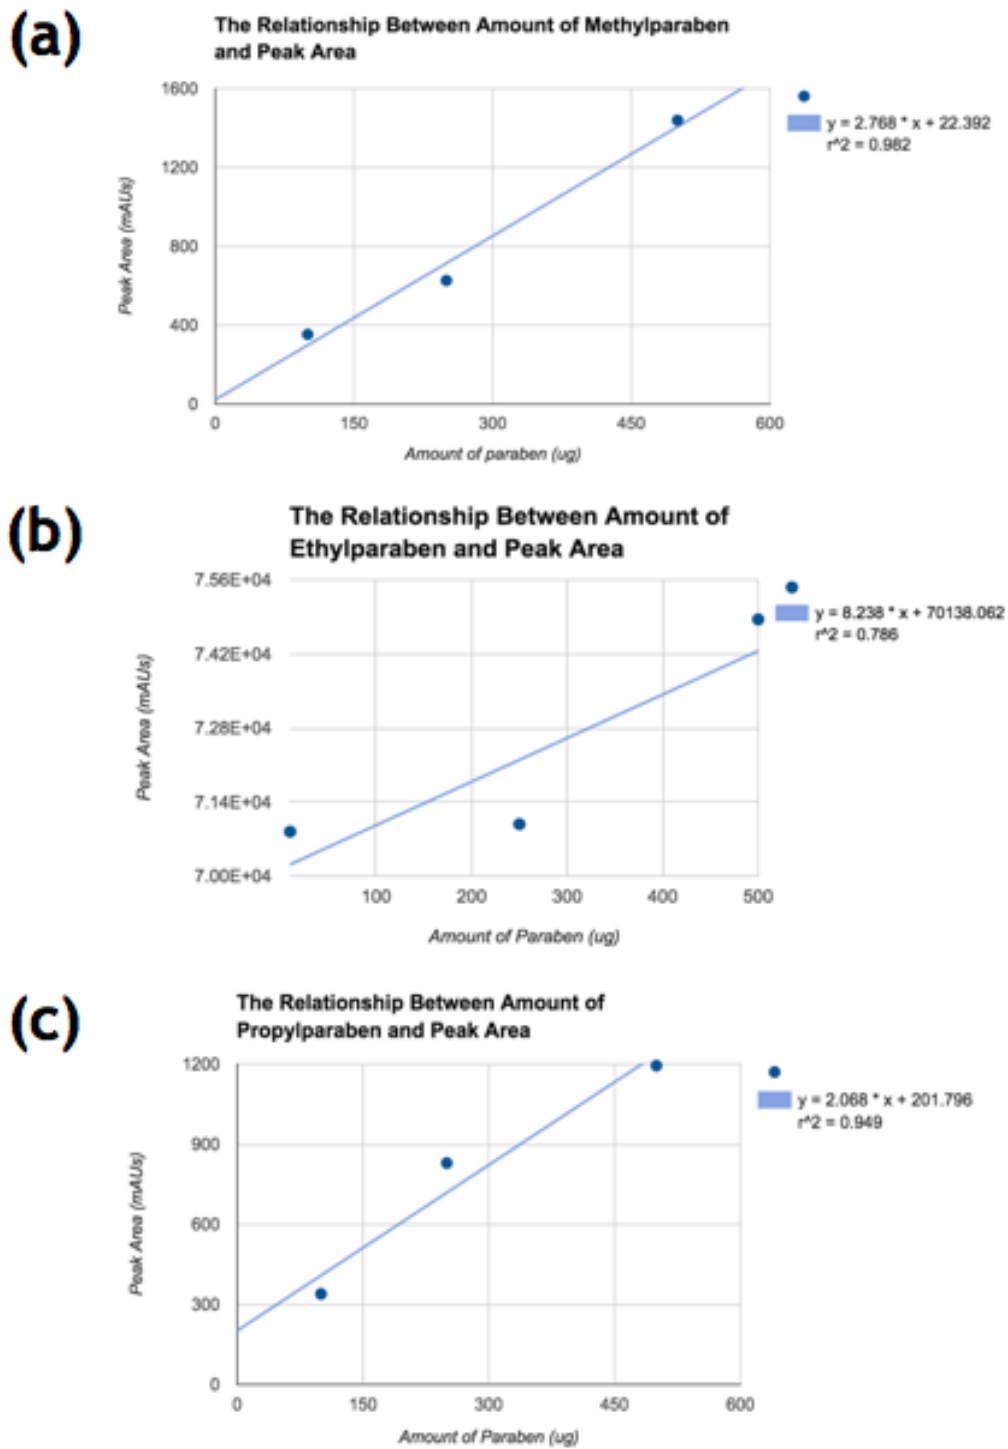 (a)
The Relationship Between Amount of Methylparaben
and Peak Area
1600
1200
800
400
0
Peak Area (mAUs)
0 150 300 450 600
Amount of paraben (ug)
y = 2.768 * x + 22.392
r^2 = 0.982
(b)
The Relationship Between Amount of
Ethylparaben and Peak Area
7.56E+04
7.42E+04
7.28E+04
7.14E+04
7.00E+04
Peak Area (mAUs)
100 200 300 400 500
Amount of Paraben (ug)
y = 8.238 * x + 70138.062
r^2 = 0.786
(c)
The Relationship Between Amount of
Propylparaben and Peak Area
1200
900
600
300
0
Peak Area (mAUs)
0 150 300 450 600
Amount of Paraben (ug)
y = 2.068 * x + 201.796
r^2 = 0.949